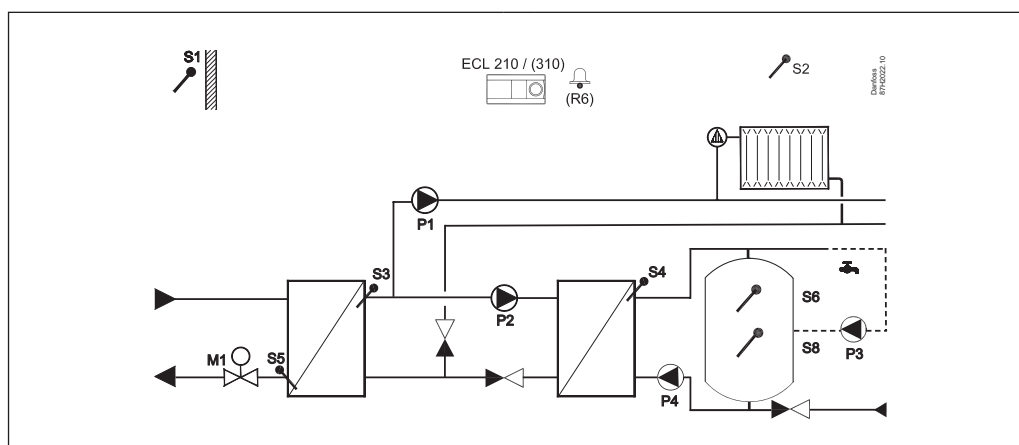 S1
ECL 210 / (310)
(R6)
S2
Danfoss
87H2022.10
P1
S3
S4
P2
S6
S8
P3
M1
S5
P4